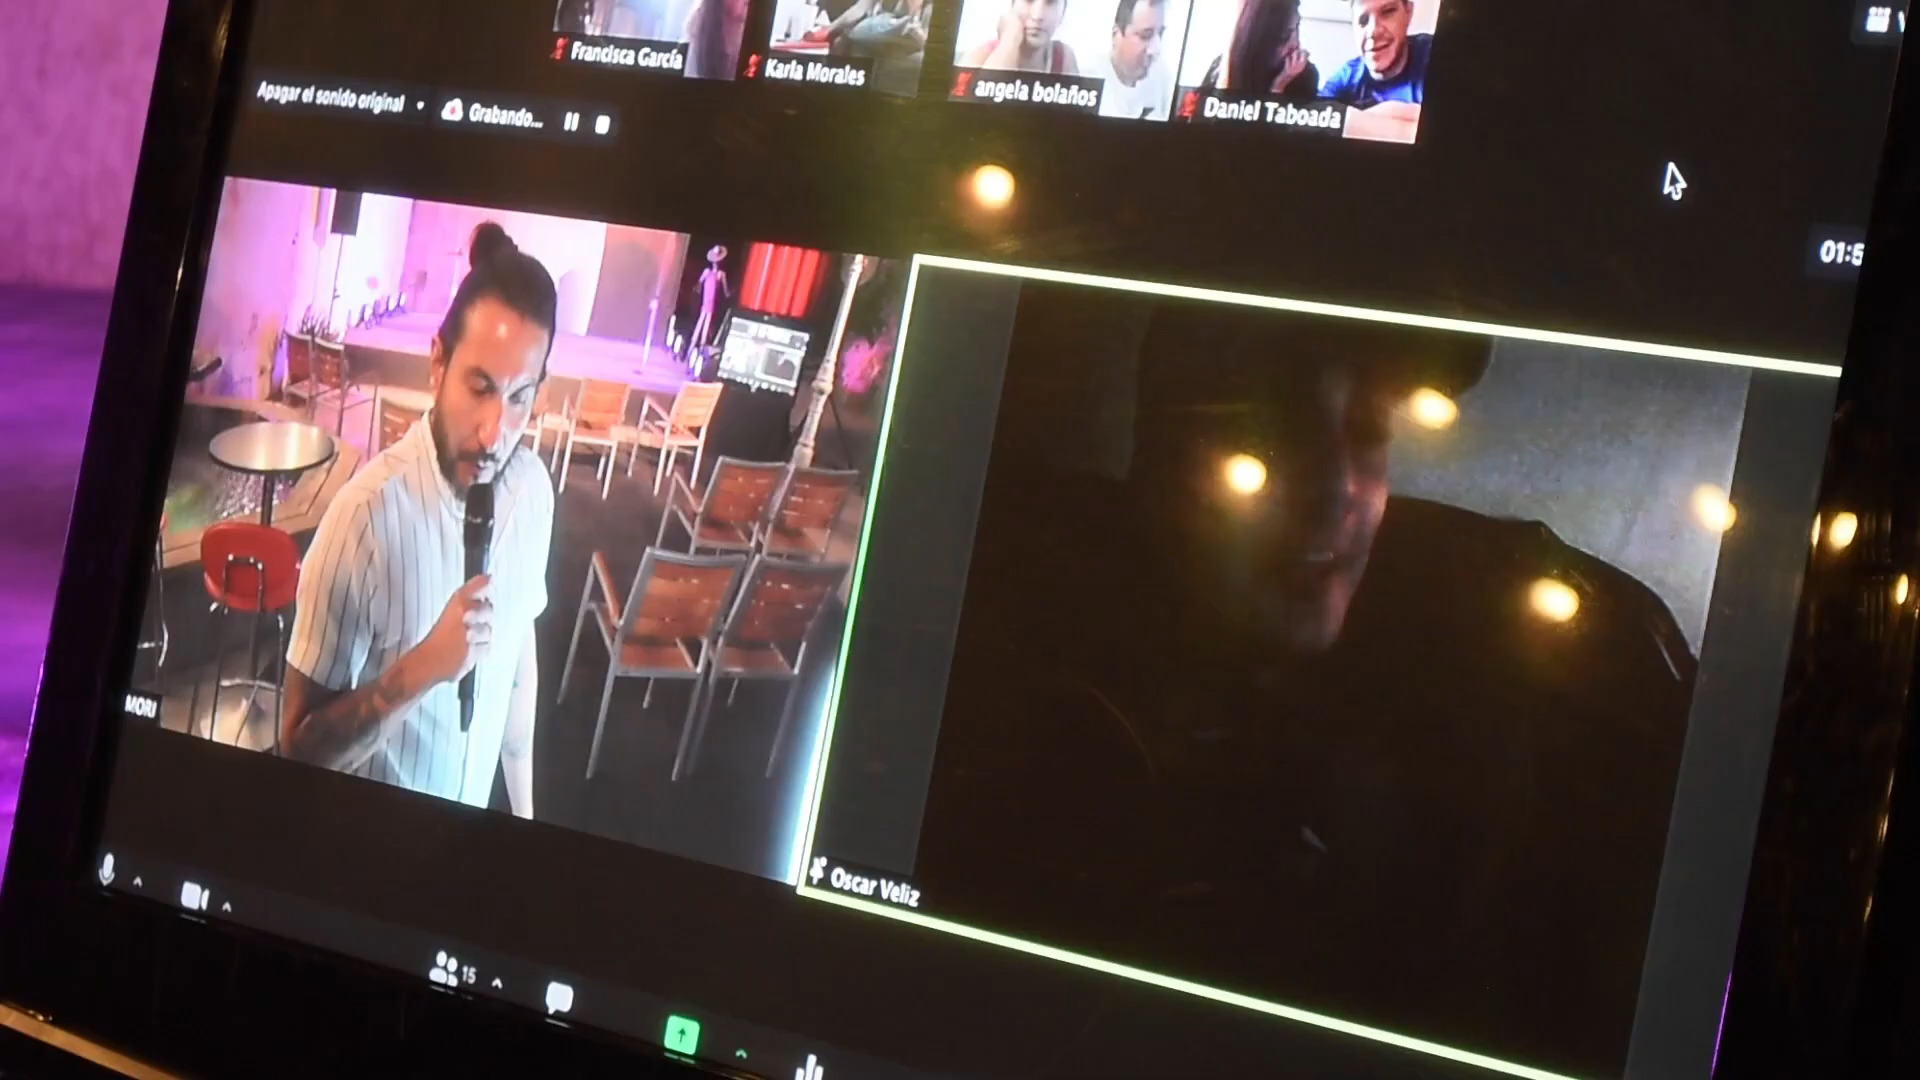 Francisca García
Karla Morales
angela bolaños
Daniel Taboada
Apagar el sonido original
Grabando...
01:5
MORI
Oscar Veliz
15